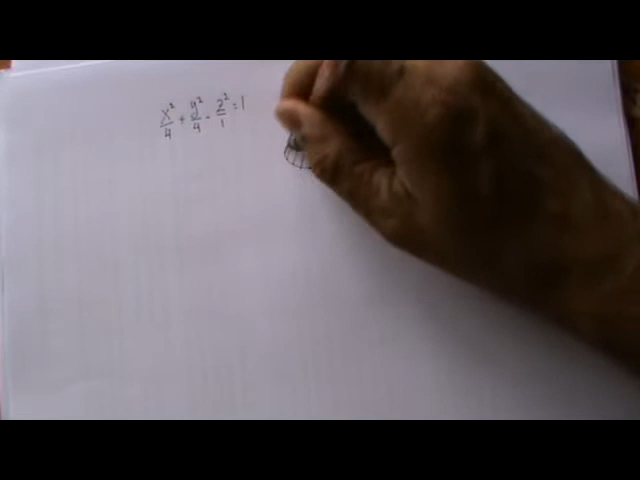 x²/4 + y²/4 - z²/1 = 1